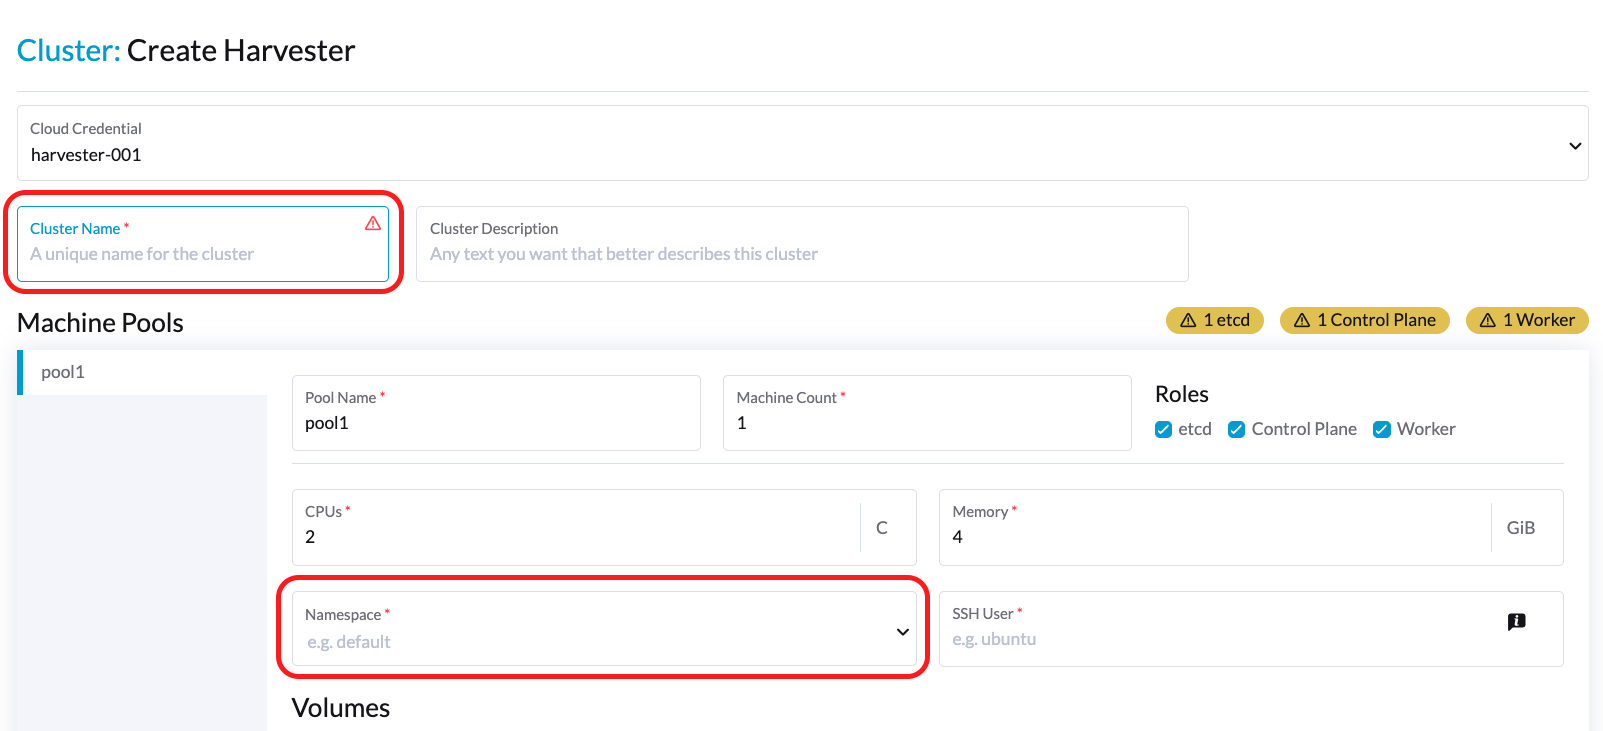 Cluster: Create Harvester
Cloud Credential
harvester-001
Cluster Name *
A unique name for the cluster
Cluster Description
Any text you want that better describes this cluster
Machine Pools
1 etcd
1 Control Plane
1 Worker
pool1
Pool Name *
pool1
Machine Count *
1
Roles
etcd
Control Plane
Worker
CPUs *
2
C
Memory *
4
GiB
Namespace *
e.g. default
SSH User *
e.g. ubuntu
Volumes